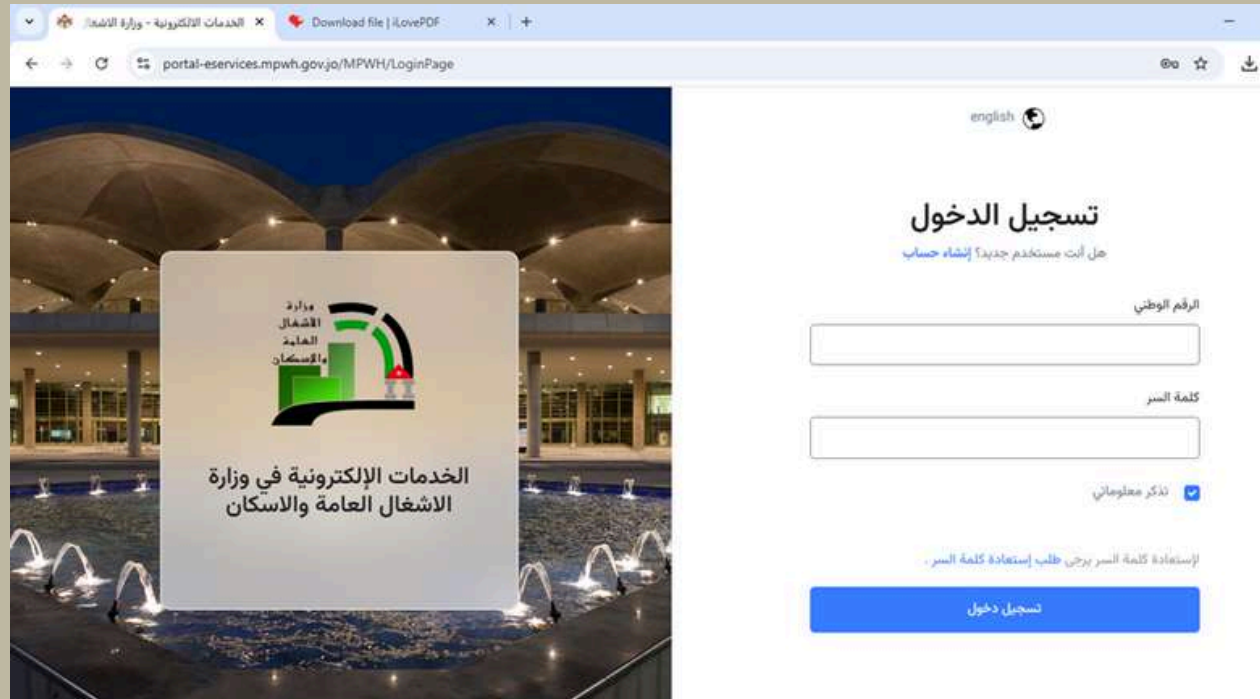 الخدمات الالكترونية - وزارة الاشغا
Download file | iLovePDF
portal-eservices.mpwh.gov.jo/MPWH/LoginPage
english
تسجيل الدخول
هل أنت مستخدم جديد؟ إنشاء حساب
الرقم الوطني
كلمة السر
تذكر معلوماتي
لإستعادة كلمة السر يرجى طلب إستعادة كلمة السر .
تسجيل دخول
وزارة
الأشغال
العامة
والإسكان
الخدمات الإلكترونية في وزارة
الاشغال العامة والاسكان